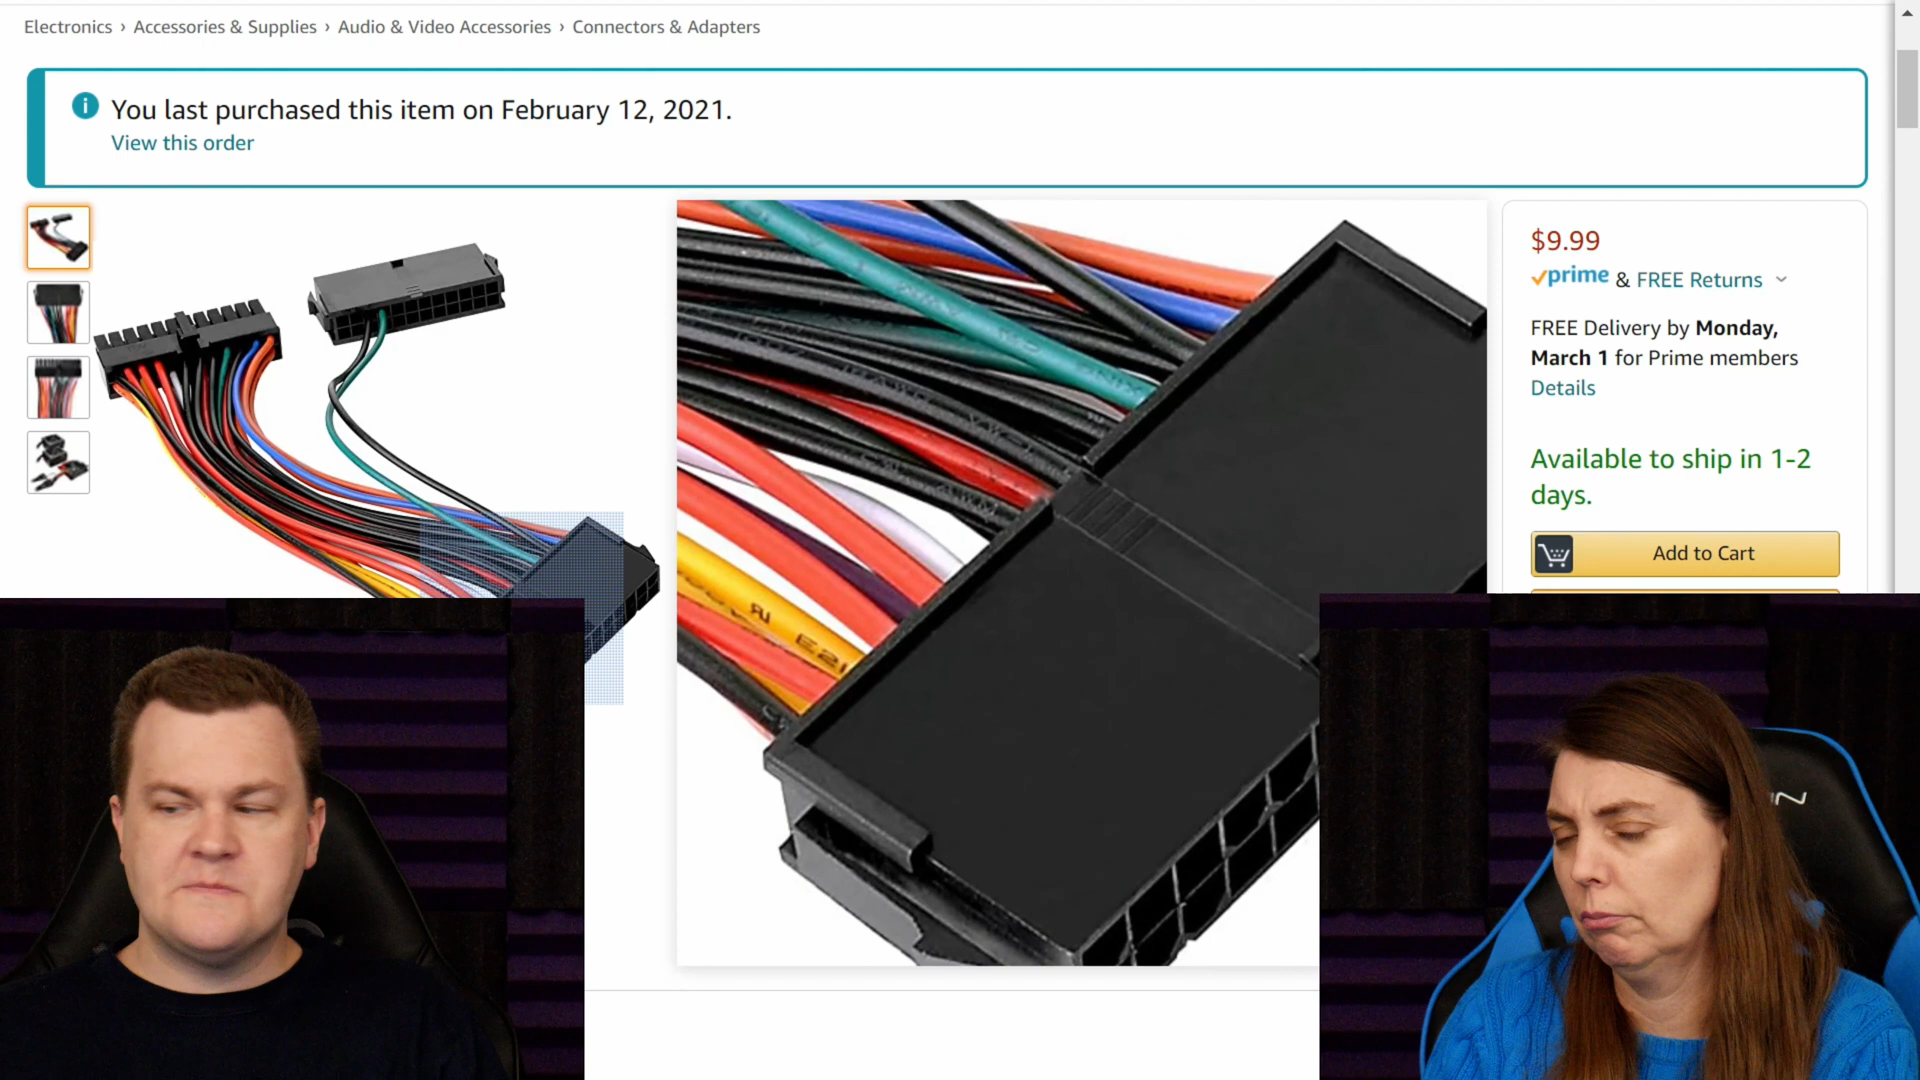 Electronics › Accessories & Supplies › Audio & Video Accessories › Connectors & Adapters
You last purchased this item on February 12, 2021.
View this order
$9.99
prime & FREE Returns
FREE Delivery by Monday,
March 1 for Prime members
Details
Available to ship in 1-2
days.
Add to Cart